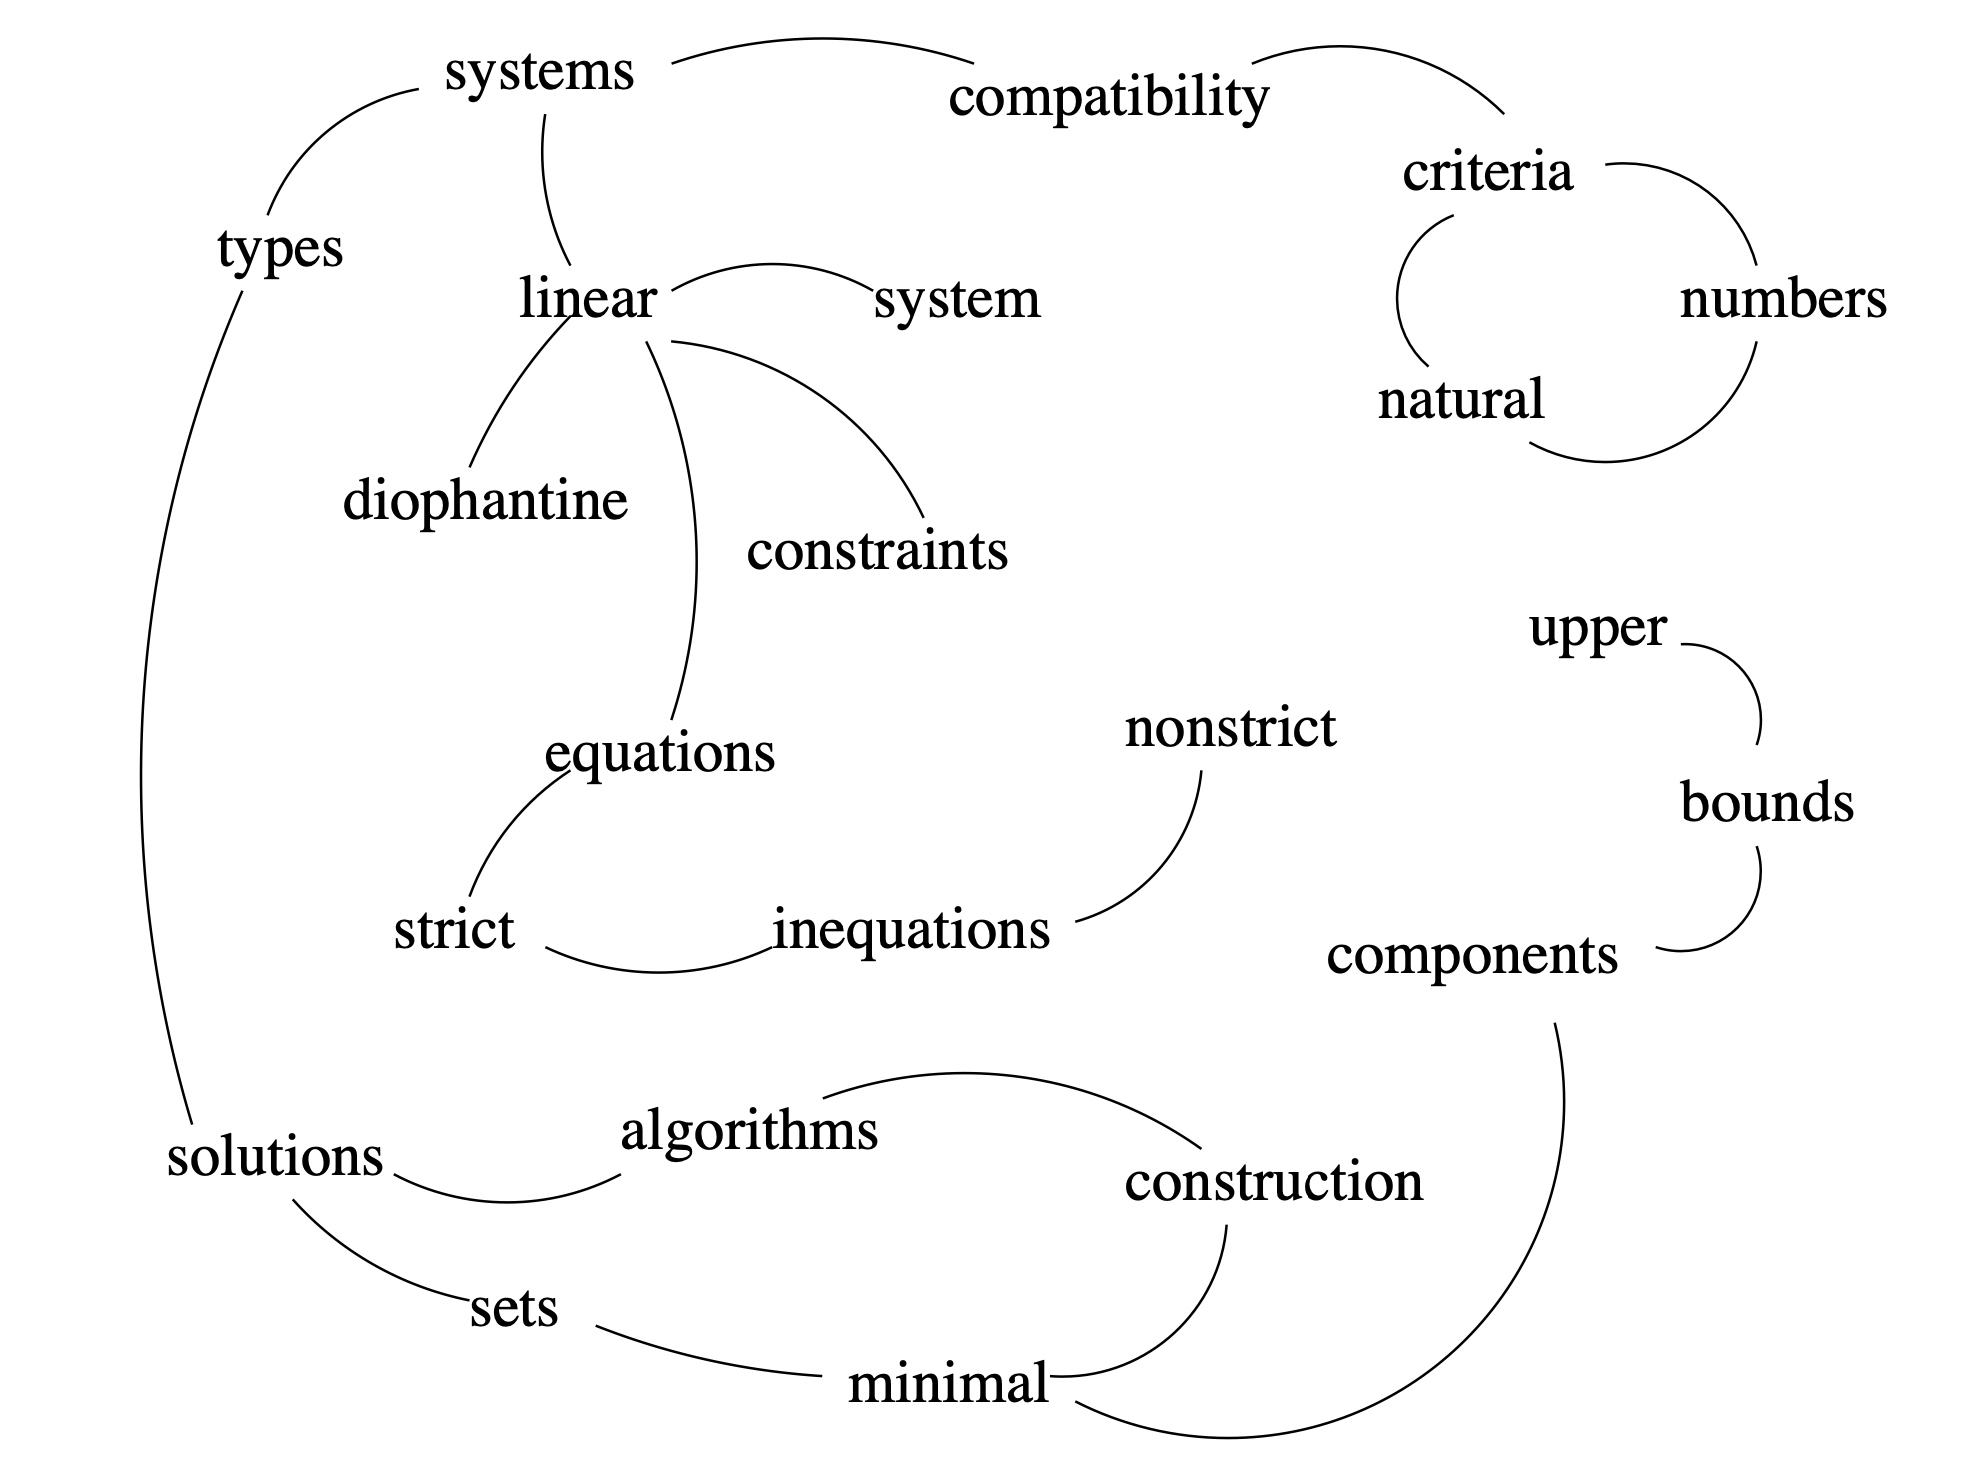 systems
compatibility
criteria
types
linear
system
numbers
natural
diophantine
constraints
upper
nonstrict
equations
bounds
strict
inequations
components
algorithms
solutions
construction
sets
minimal